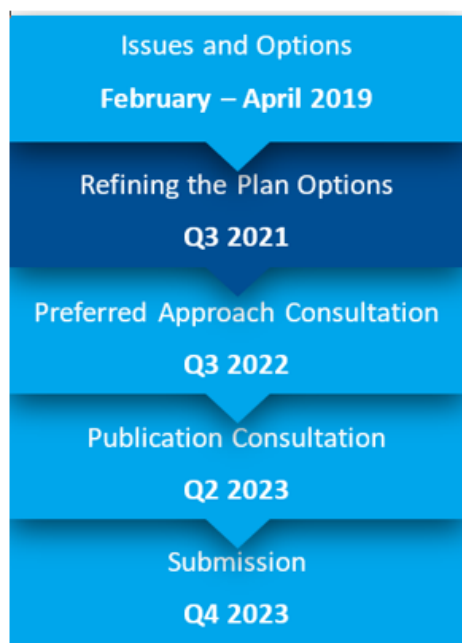 Issues and Options
February – April 2019
Refining the Plan Options
Q3 2021
Preferred Approach Consultation
Q3 2022
Publication Consultation
Q2 2023
Submission
Q4 2023